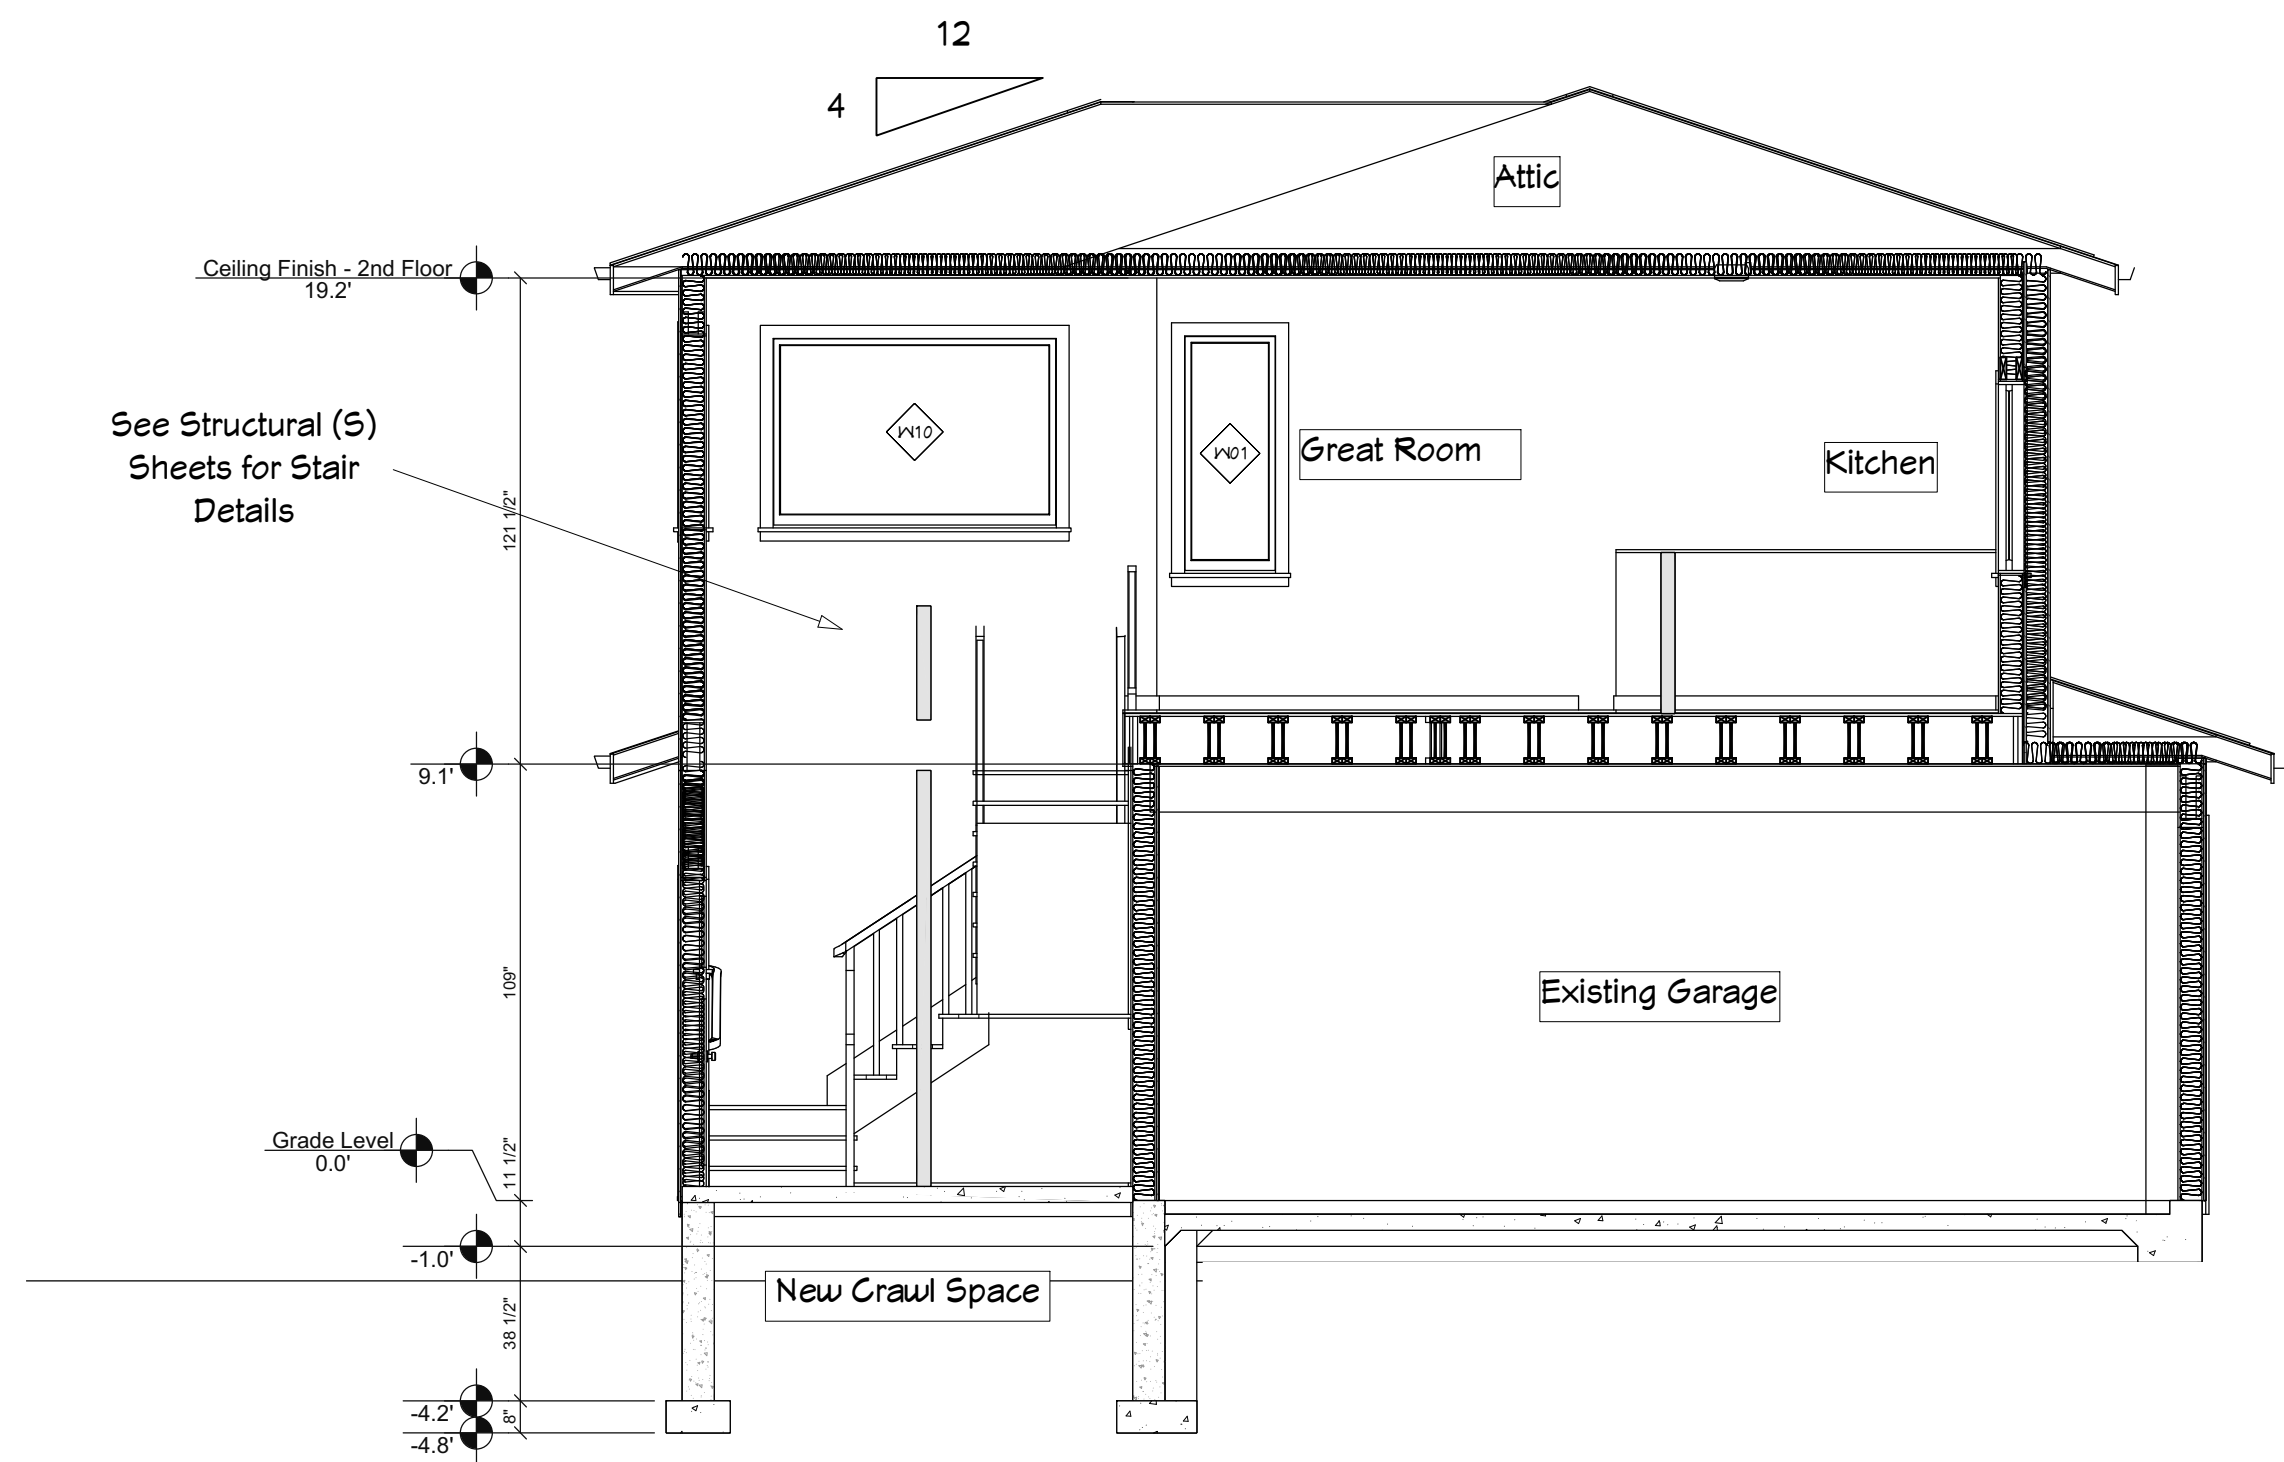 12
4
Attic
Ceiling Finish - 2nd Floor
19.2'
See Structural (S)
Sheets for Stair
Details
W10
W01
Great Room
Kitchen
121 1/2"
9.1'
109"
Existing Garage
Grade Level
0.0'
11 1/2"
-1.0'
New Crawl Space
38 1/2"
-4.2'
8"
-4.8'